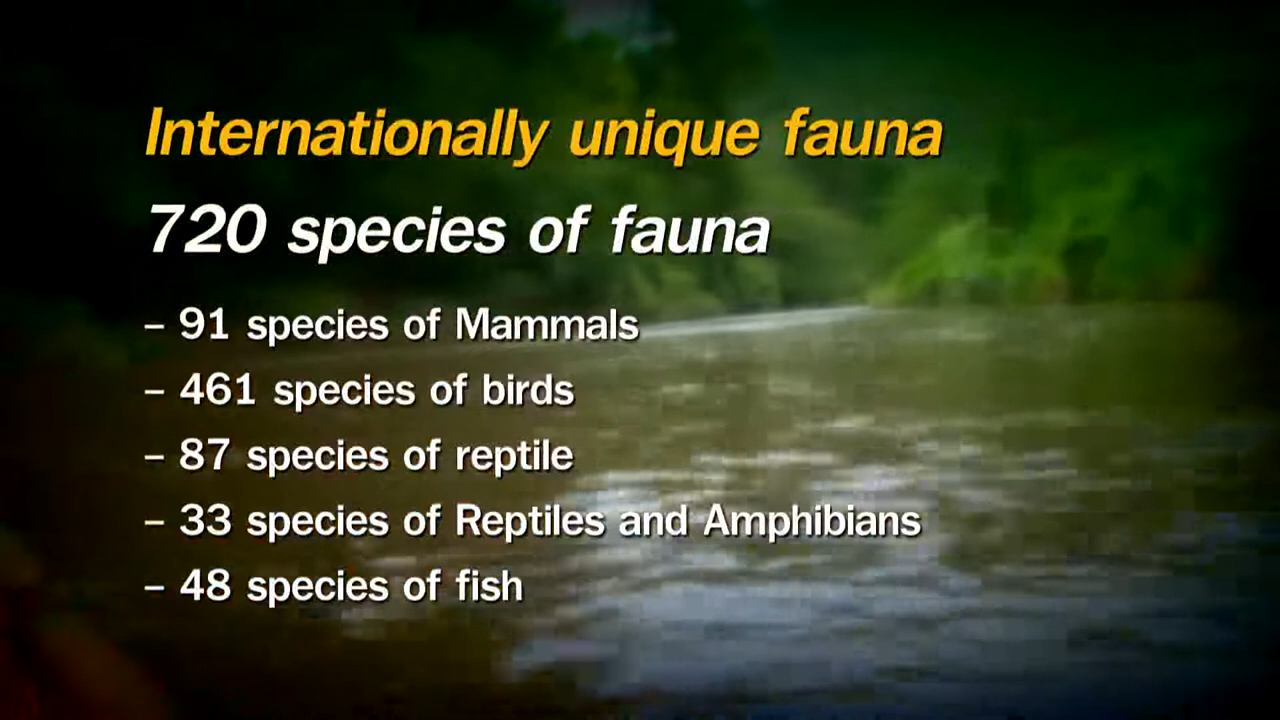 Internationally unique fauna
720 species of fauna
– 91 species of Mammals
– 461 species of birds
– 87 species of reptile
– 33 species of Reptiles and Amphibians
– 48 species of fish